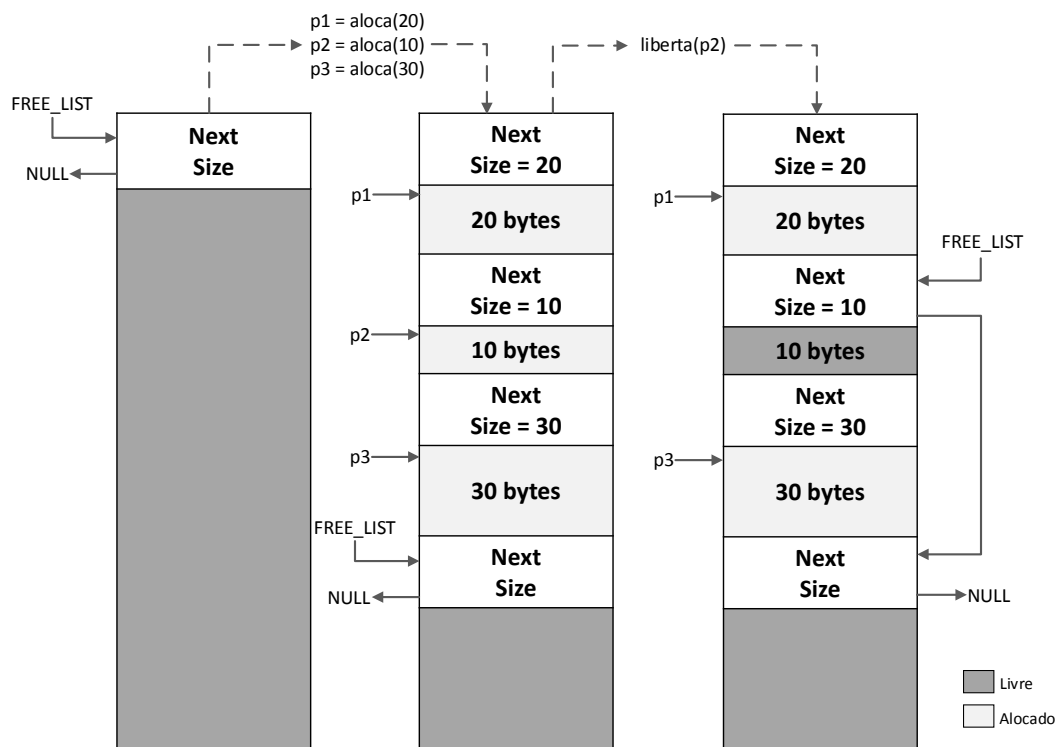 p1 = aloca(20)
p2 = aloca(10)
p3 = aloca(30)
liberta(p2)
FREE_LIST
NULL
Next
Size
Next
Size = 20
p1
20 bytes
Next
Size = 10
p2
10 bytes
Next
Size = 30
p3
30 bytes
FREE_LIST
Next
Size
NULL
Next
Size = 20
p1
20 bytes
FREE_LIST
Next
Size = 10
10 bytes
Next
Size = 30
p3
30 bytes
Next
Size
NULL
Livre
Alocado